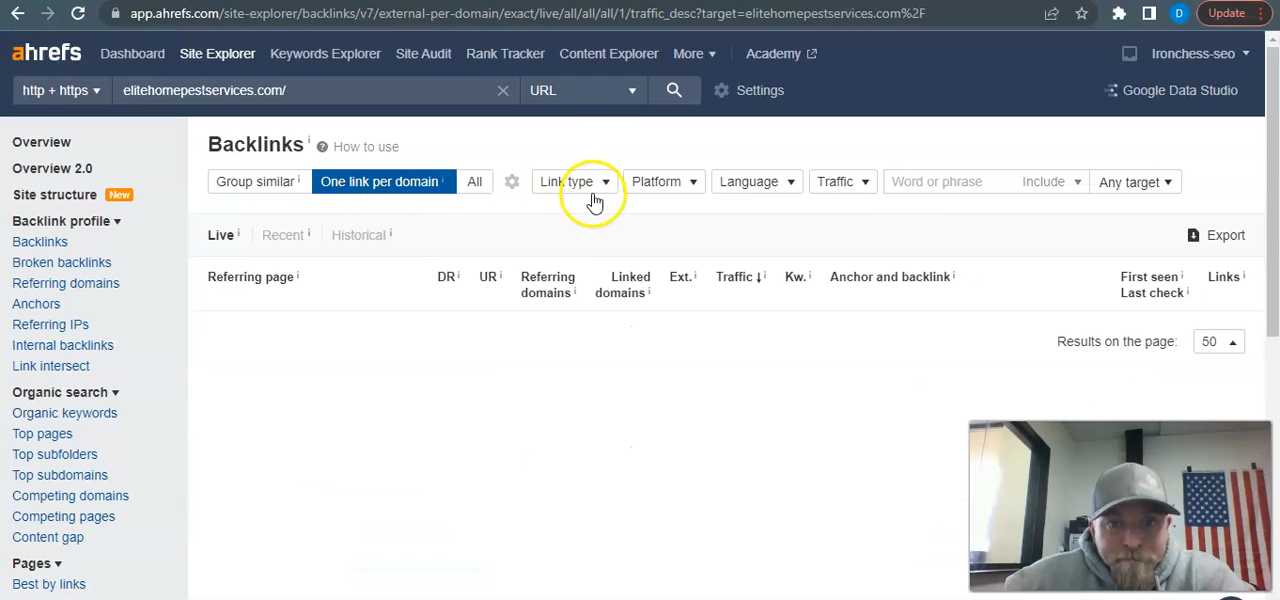 app.ahrefs.com/site-explorer/backlinks/v7/external-per-domain/exact/live/all/all/all/1/traffic_desc?target=elitehomepestservices.com%2F
D
Update
ahrefs Dashboard Site Explorer Keywords Explorer Site Audit Rank Tracker Content Explorer More Academy Ironchess-seo
http + https elitehomepestservices.com/ URL Settings Google Data Studio
Overview
Overview 2.0
Site structure New
Backlink profile
Backlinks
Broken backlinks
Referring domains
Anchors
Referring IPs
Internal backlinks
Link intersect
Organic search
Organic keywords
Top pages
Top subfolders
Top subdomains
Competing domains
Competing pages
Content gap
Pages
Best by links
Backlinks i ? How to use
Group similar i One link per domain i All Link type Platform Language Traffic Word or phrase Include Any target
Live i Recent i Historical i Export
Referring page i DR i UR i Referring domains i Linked domains i Ext. i Traffic ↓ i Kw. i Anchor and backlink i First seen i Last check i Links i
Results on the page: 50